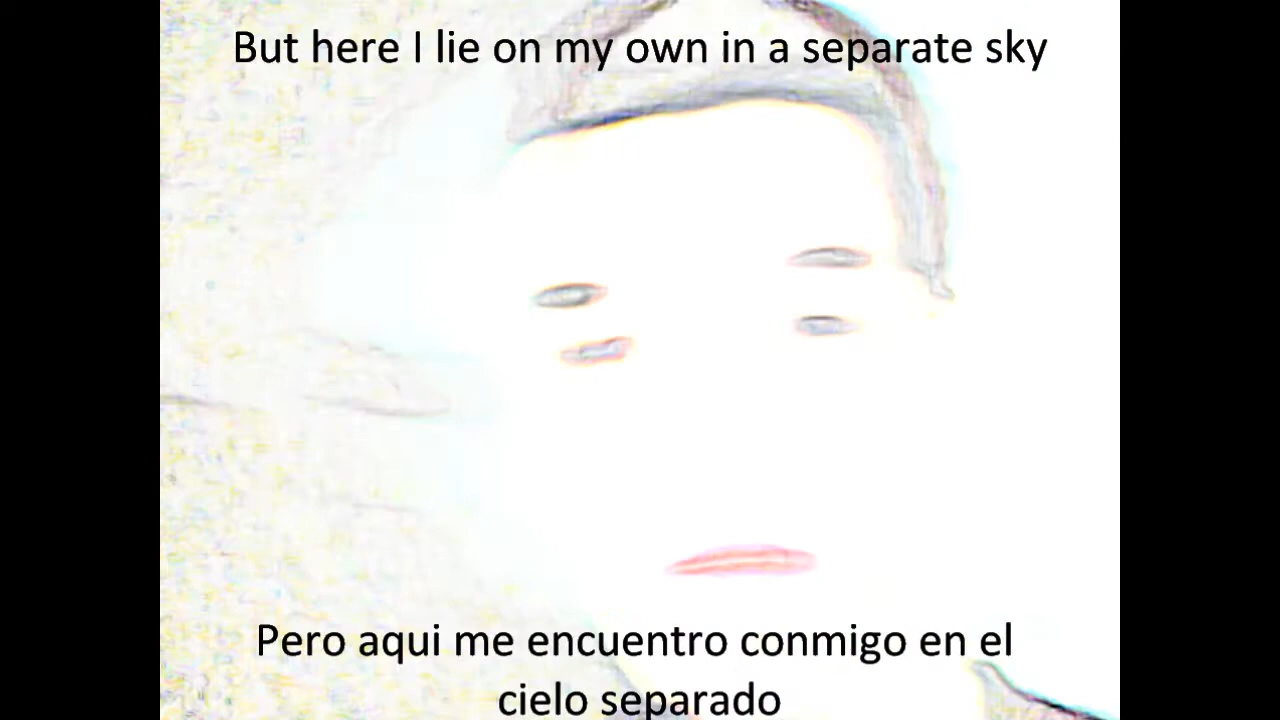 But here I lie on my own in a separate sky
Pero aqui me encuentro conmigo en el
cielo separado